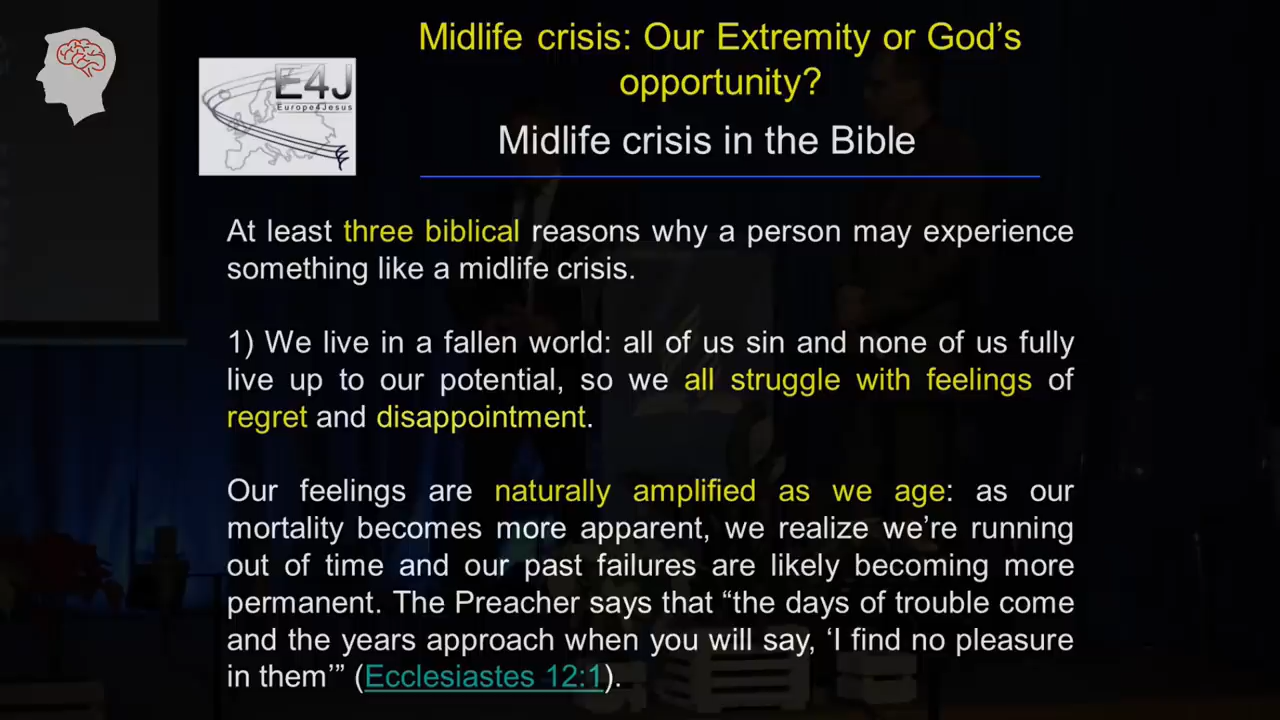 Midlife crisis: Our Extremity or God's
opportunity?
E4J
Europe4Jesus
Midlife crisis in the Bible
At least three biblical reasons why a person may experience
something like a midlife crisis.
1) We live in a fallen world: all of us sin and none of us fully
live up to our potential, so we all struggle with feelings of
regret and disappointment.
Our feelings are naturally amplified as we age: as our
mortality becomes more apparent, we realize we're running
out of time and our past failures are likely becoming more
permanent. The Preacher says that “the days of trouble come
and the years approach when you will say, ‘I find no pleasure
in them’” (Ecclesiastes 12:1).